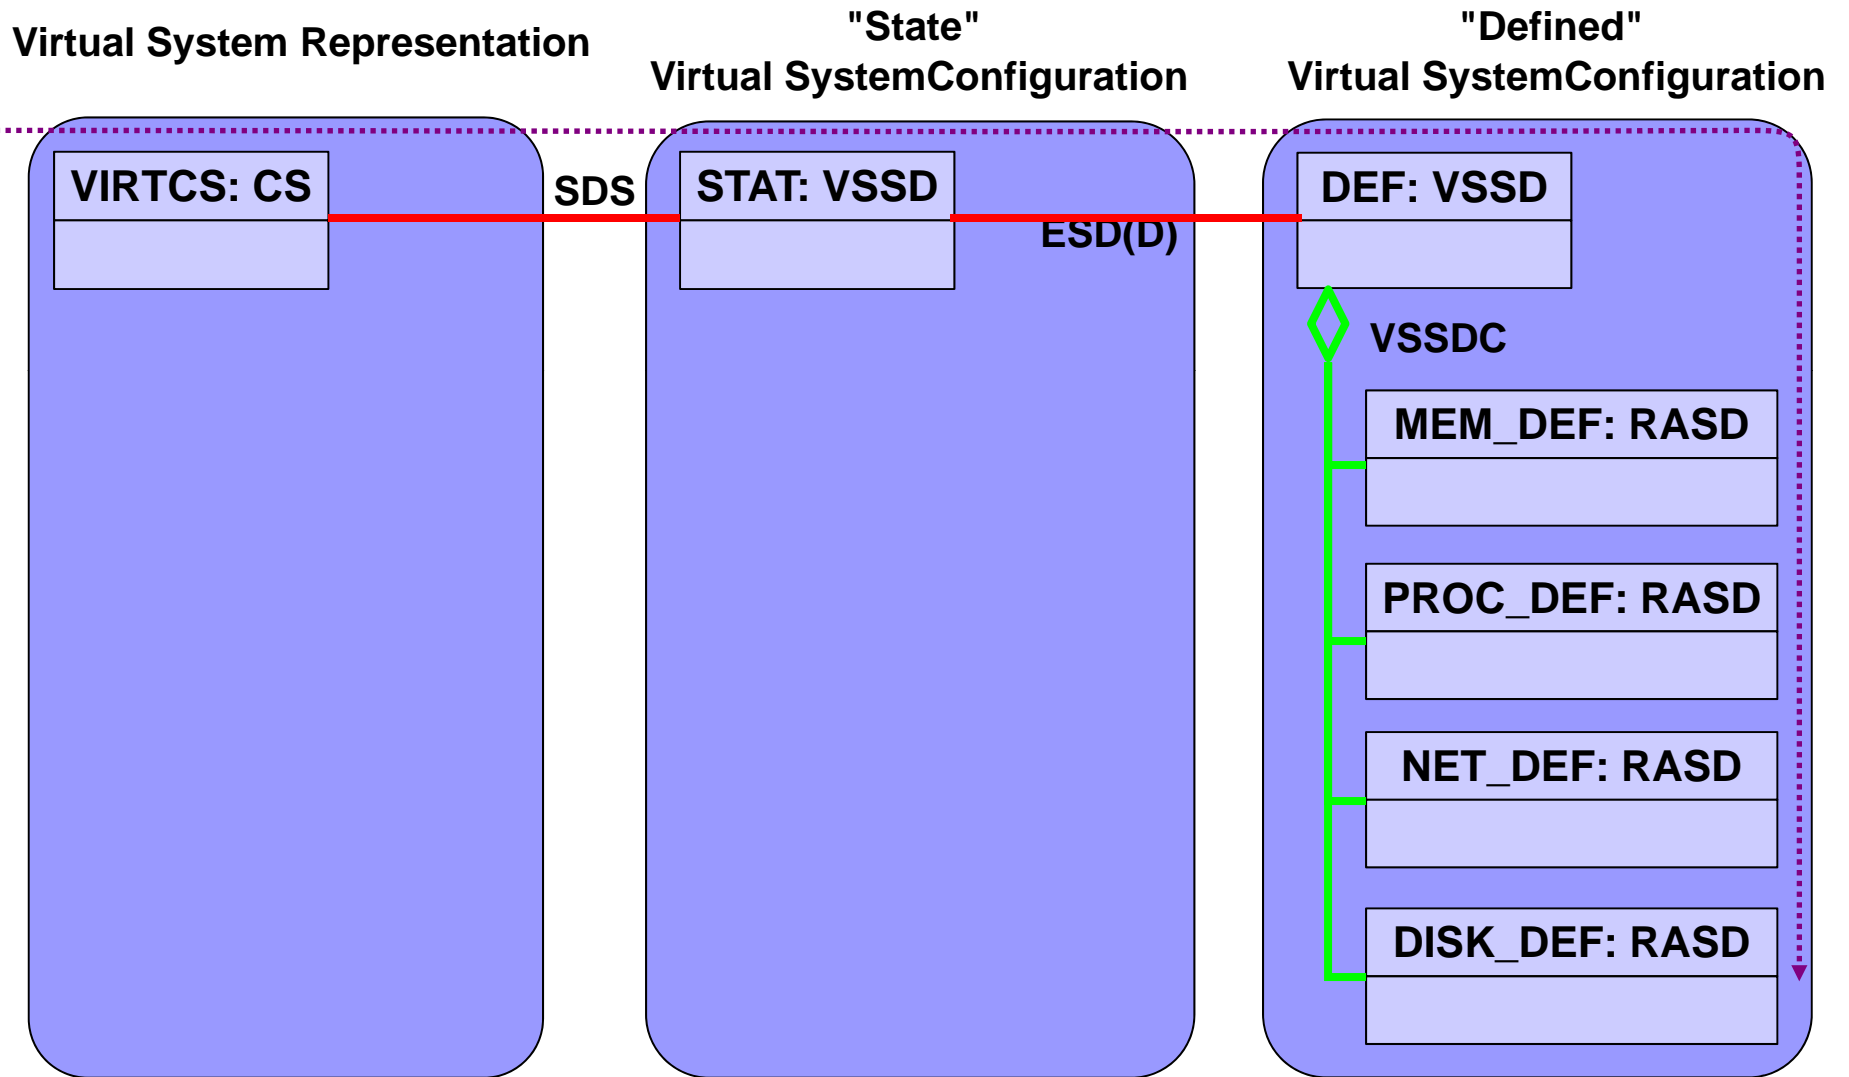 Virtual System Representation
"State"
Virtual SystemConfiguration
"Defined"
Virtual SystemConfiguration
VIRTCS: CS
SDS
STAT: VSSD
ESD(D)
DEF: VSSD
VSSDC
MEM_DEF: RASD
PROC_DEF: RASD
NET_DEF: RASD
DISK_DEF: RASD